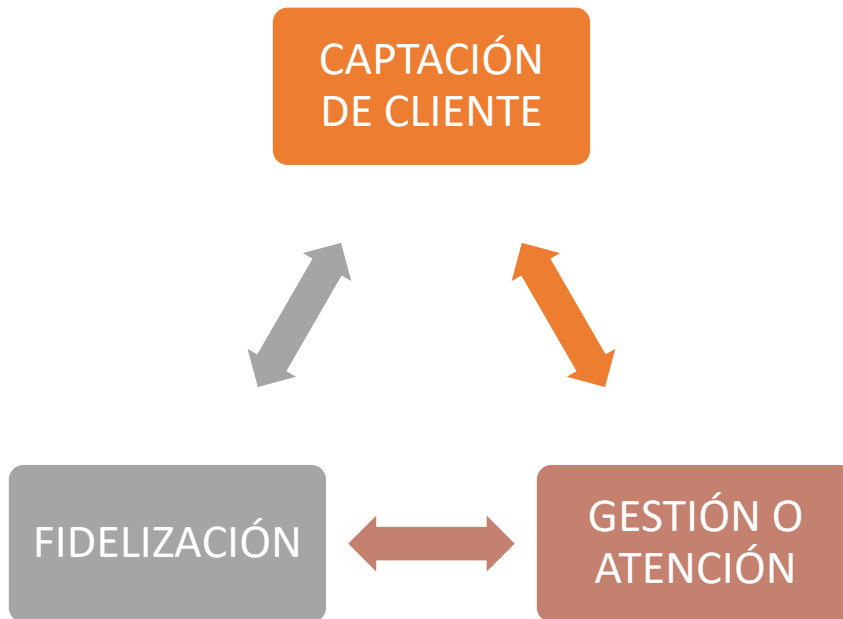 CAPTACIÓN
DE CLIENTE
FIDELIZACIÓN
GESTIÓN O
ATENCIÓN